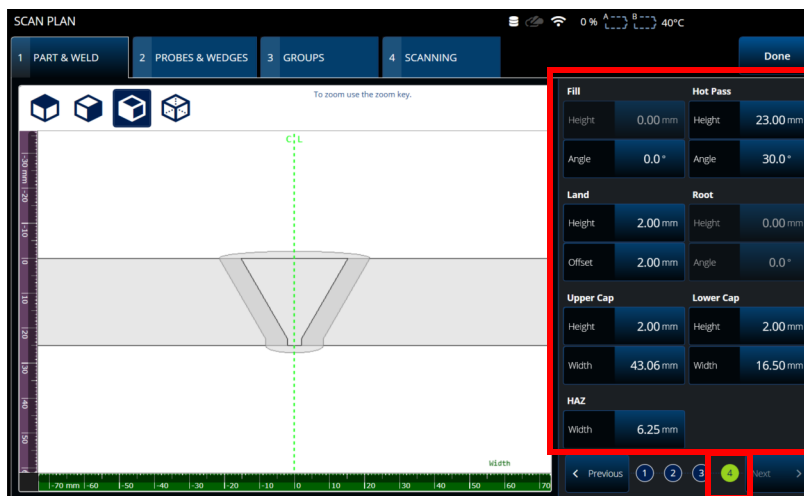 SCAN PLAN
0 % A B 40°C
1 PART & WELD 2 PROBES & WEDGES 3 GROUPS 4 SCANNING Done
To zoom use the zoom key.
C L
|-30 mm |-20 |-10 |0 |10 |20 |30 |40 |50
Width
|-70 mm |-60 |-50 |-40 |-30 |-20 |-10 |0 |10 |20 |30 |40 |50 |60 |70
Fill Hot Pass
Height 0.00 mm Height 23.00 mm
Angle 0.0 ° Angle 30.0 °
Land Root
Height 2.00 mm Height 0.00 mm
Offset 2.00 mm Angle 0.0 °
Upper Cap Lower Cap
Height 2.00 mm Height 2.00 mm
Width 43.06 mm Width 16.50 mm
HAZ
Width 6.25 mm
< Previous 1 2 3 4 Next >